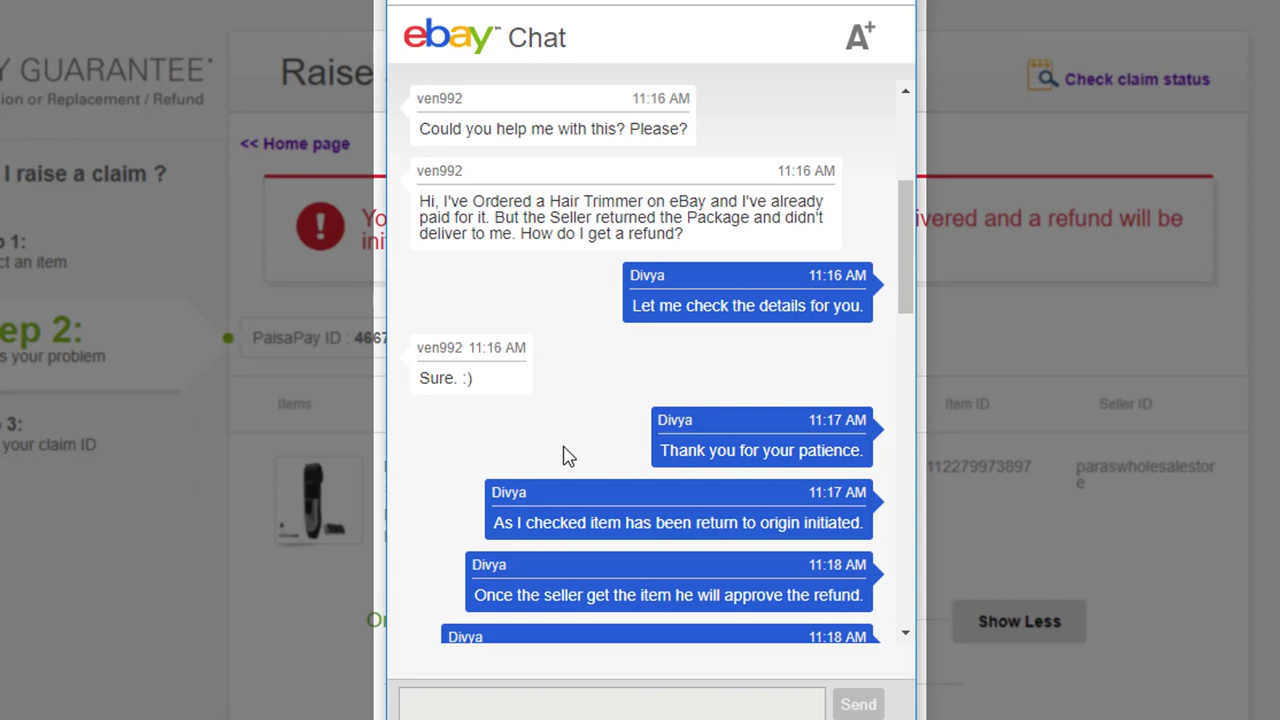 ebay™ Chat
A+
Y GUARANTEE*
ion or Replacement / Refund
Raise
Check claim status
<< Home page
I raise a claim ?
p 1:
ct an item
ep 2:
s your problem
p 3:
your claim ID
Yo
ini
vered and a refund will be
PaisaPay ID : 4667
Items
Item ID
Seller ID
112279973897
paraswholesalestor
e
Show Less
ven992 11:16 AM
Could you help me with this? Please?
ven992 11:16 AM
Hi, I've Ordered a Hair Trimmer on eBay and I've already
paid for it. But the Seller returned the Package and didn't
deliver to me. How do I get a refund?
Divya 11:16 AM
Let me check the details for you.
ven992 11:16 AM
Sure. :)
Divya 11:17 AM
Thank you for your patience.
Divya 11:17 AM
As I checked item has been return to origin initiated.
Divya 11:18 AM
Once the seller get the item he will approve the refund.
Divya 11:18 AM
Send